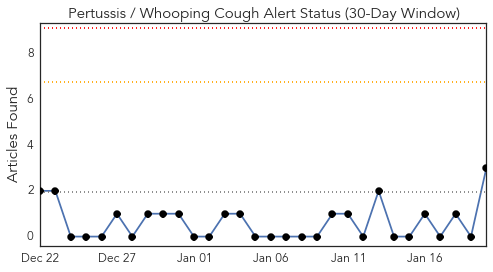 Pertussis / Whooping Cough Alert Status (30-Day Window)
Articles Found
8
6
4
2
0
Dec 22 Dec 27 Jan 01 Jan 06 Jan 11 Jan 16